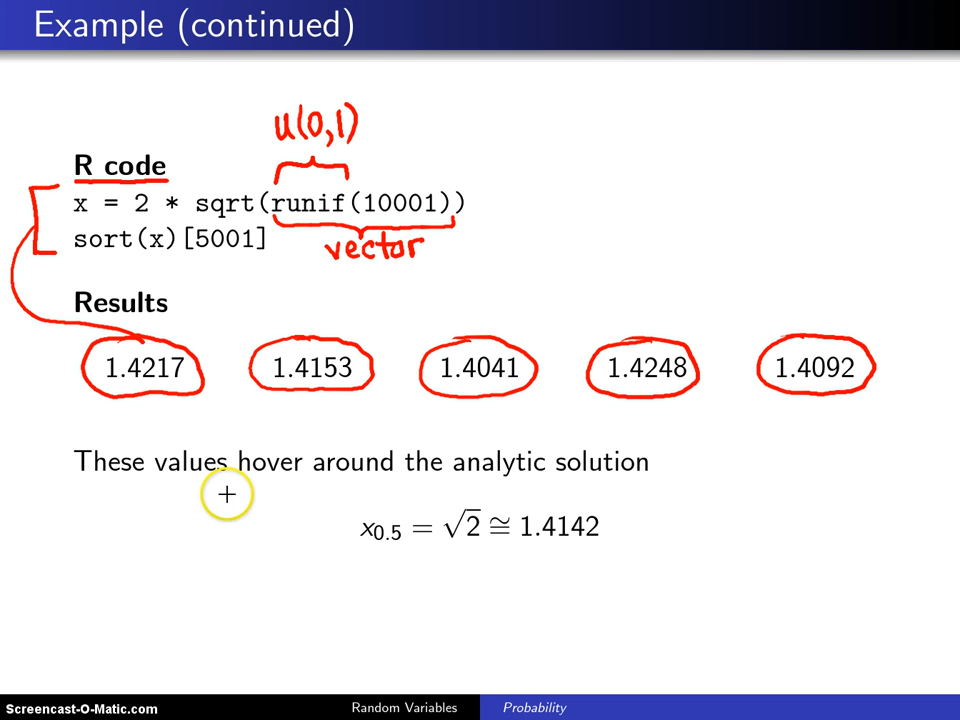 Example (continued)
u(0,1)
R code
x = 2 * sqrt(runif(10001))
sort(x)[5001]
vector
Results
1.4217 1.4153 1.4041 1.4248 1.4092
These values hover around the analytic solution
x₀.₅ = √2 ≅ 1.4142
Screencast-O-Matic.com Random Variables Probability